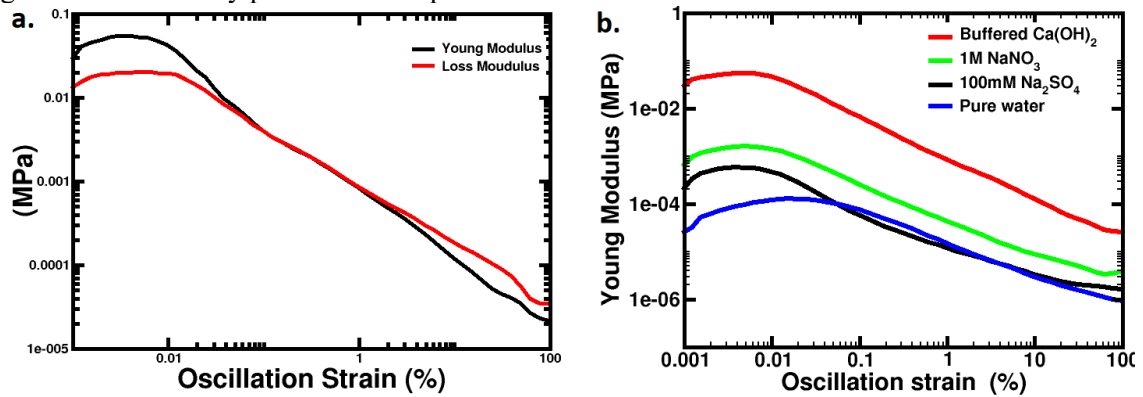 a.
0.1
0.01
0.001
0.0001
1e-005
(MPa)
Young Modulus
Loss Moudulus
0.01 1 100
Oscillation Strain (%)
b.
1
1e-02
1e-04
1e-06
Young Modulus (MPa)
Buffered Ca(OH)₂
1M NaNO₃
100mM Na₂SO₄
Pure water
0.001 0.01 0.1 1 10 100
Oscillation strain (%)